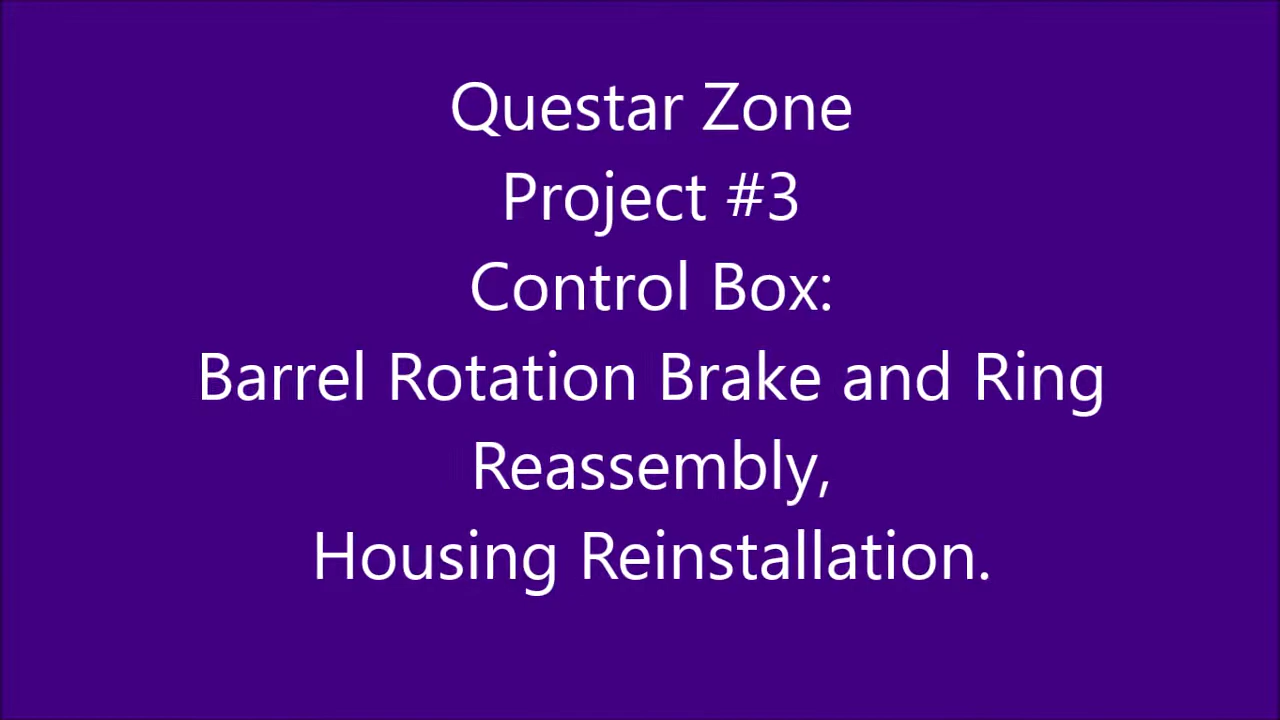 Questar Zone
Project #3
Control Box:
Barrel Rotation Brake and Ring
Reassembly,
Housing Reinstallation.